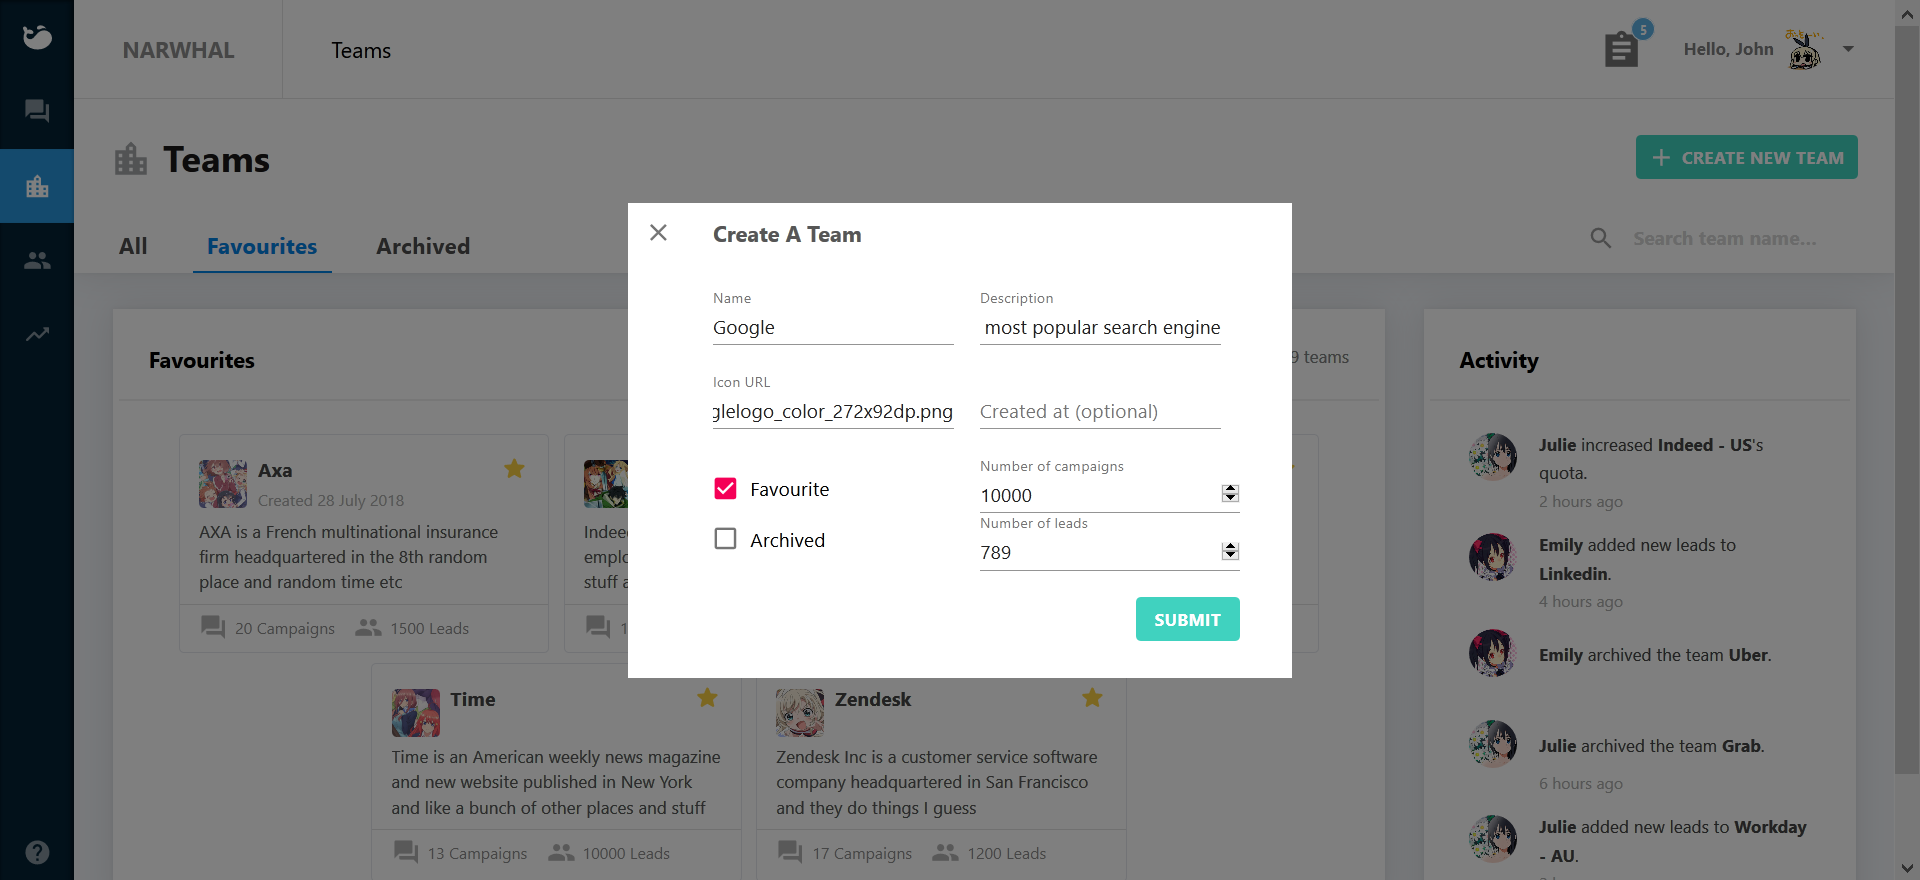 NARWHAL
Teams
5
Hello, John
Teams
CREATE NEW TEAM
All
Favourites
Archived
Search team name...
Create A Team
Name
Google
Description
most popular search engine
Icon URL
glelogo_color_272x92dp.png
Created at (optional)
Favourite
Archived
Number of campaigns
10000
Number of leads
789
SUBMIT
Favourites
9 teams
Axa
Created 28 July 2018
AXA is a French multinational insurance
firm headquartered in the 8th random
place and random time etc
20 Campaigns
1500 Leads
Indeed
emplo
stuff a
1
Time
Time is an American weekly news magazine
and new website published in New York
and like a bunch of other places and stuff
13 Campaigns
10000 Leads
Zendesk
Zendesk Inc is a customer service software
company headquartered in San Francisco
and they do things I guess
17 Campaigns
1200 Leads
Activity
Julie increased Indeed - US's
quota.
2 hours ago
Emily added new leads to
Linkedin.
4 hours ago
Emily archived the team Uber.
Julie archived the team Grab.
6 hours ago
Julie added new leads to Workday
- AU.